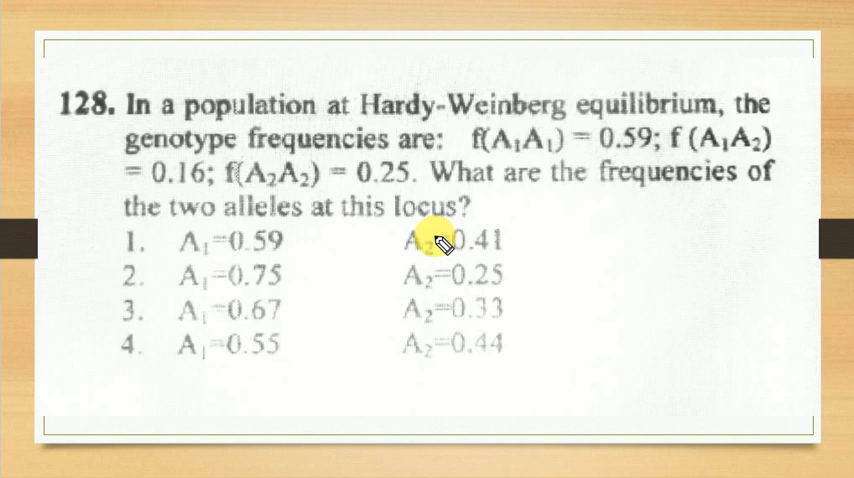 128. In a population at Hardy-Weinberg equilibrium, the
genotype frequencies are: f(A₁A₁) = 0.59; f (A₁A₂)
= 0.16; f(A₂A₂) = 0.25. What are the frequencies of
the two alleles at this locus?
1. A₁=0.59 A₂=0.41
2. A₁=0.75 A₂=0.25
3. A₁=0.67 A₂=0.33
4. A₁=0.55 A₂=0.44